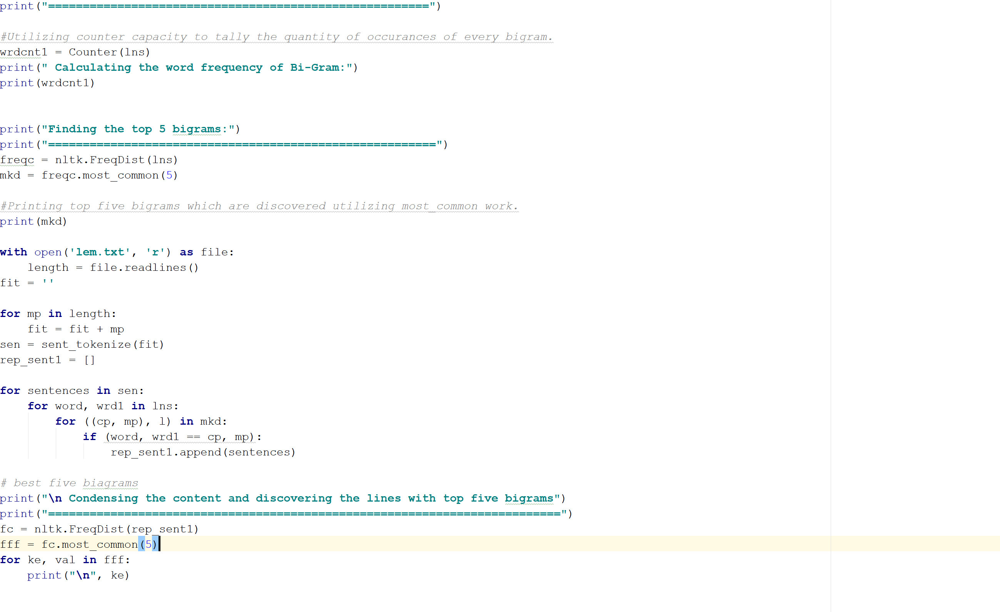 print("=======================================================")
#Utilizing counter capacity to tally the quantity of occurances of every bigram.
wrdcnt1 = Counter(lns)
print(" Calculating the word frequency of Bi-Gram:")
print(wrdcnt1)
print("Finding the top 5 bigrams:")
print("========================================================")
freqc = nltk.FreqDist(lns)
mkd = freqc.most_common(5)
#Printing top five bigrams which are discovered utilizing most_common work.
print(mkd)
with open('lem.txt', 'r') as file:
    length = file.readlines()
fit = ''
for mp in length:
    fit = fit + mp
sen = sent_tokenize(fit)
rep_sent1 = []
for sentences in sen:
    for word, wrd1 in lns:
        for ((cp, mp), l) in mkd:
            if (word, wrd1 == cp, mp):
                rep_sent1.append(sentences)
# best five biagrams
print("\n Condensing the content and discovering the lines with top five bigrams")
print("==========================================================================")
fc = nltk.FreqDist(rep_sent1)
fff = fc.most_common(5)
for ke, val in fff:
    print("\n", ke)